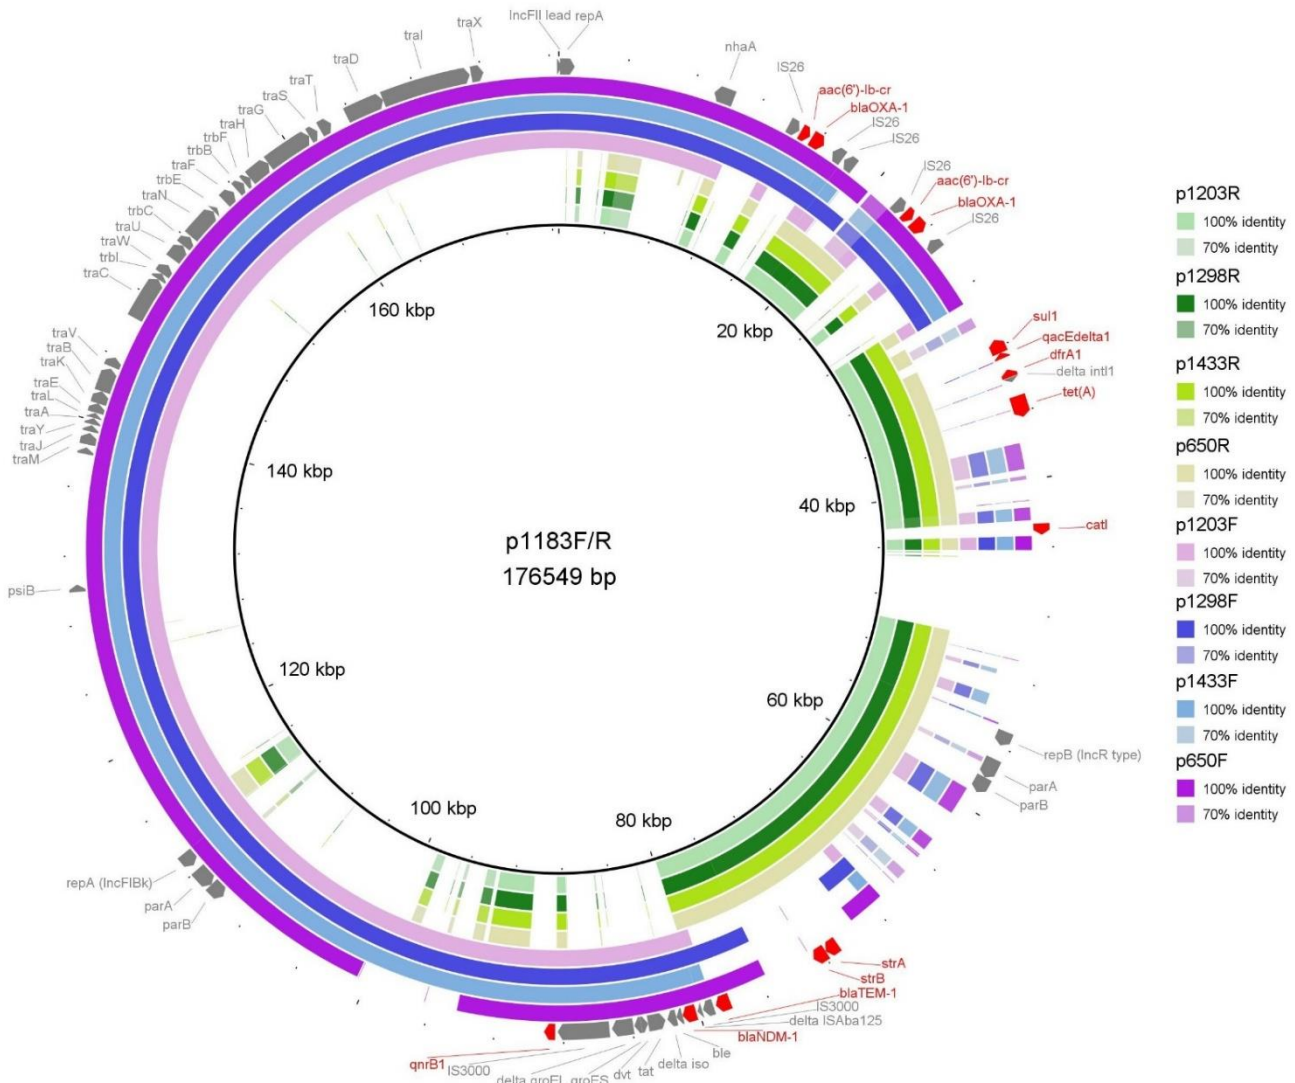 IncFII lead repA
traX
traI
traD
traT
traS
traG
traH
trbF
trbB
traF
trbE
traN
trbC
traU
traW
trbI
traC
traV
traB
traK
traE
traL
traA
traY
traJ
traM
psiB
repA (IncFIBk)
parA
parB
nhaA
IS26
aac(6')-Ib-cr
blaOXA-1
IS26
IS26
IS26
aac(6')-Ib-cr
blaOXA-1
IS26
sul1
qacEdelta1
dfrA1
delta intI1
tet(A)
catI
repB (IncR type)
parA
parB
strA
strB
blaTEM-1
IS3000
delta ISAba125
blaNDM-1
ble
delta iso
tat
dvt
groES
delta groEL
IS3000
qnrB1
20 kbp
40 kbp
60 kbp
80 kbp
100 kbp
120 kbp
140 kbp
160 kbp
p1183F/R
176549 bp
p1203R
100% identity
70% identity
p1298R
100% identity
70% identity
p1433R
100% identity
70% identity
p650R
100% identity
70% identity
p1203F
100% identity
70% identity
p1298F
100% identity
70% identity
p1433F
100% identity
70% identity
p650F
100% identity
70% identity